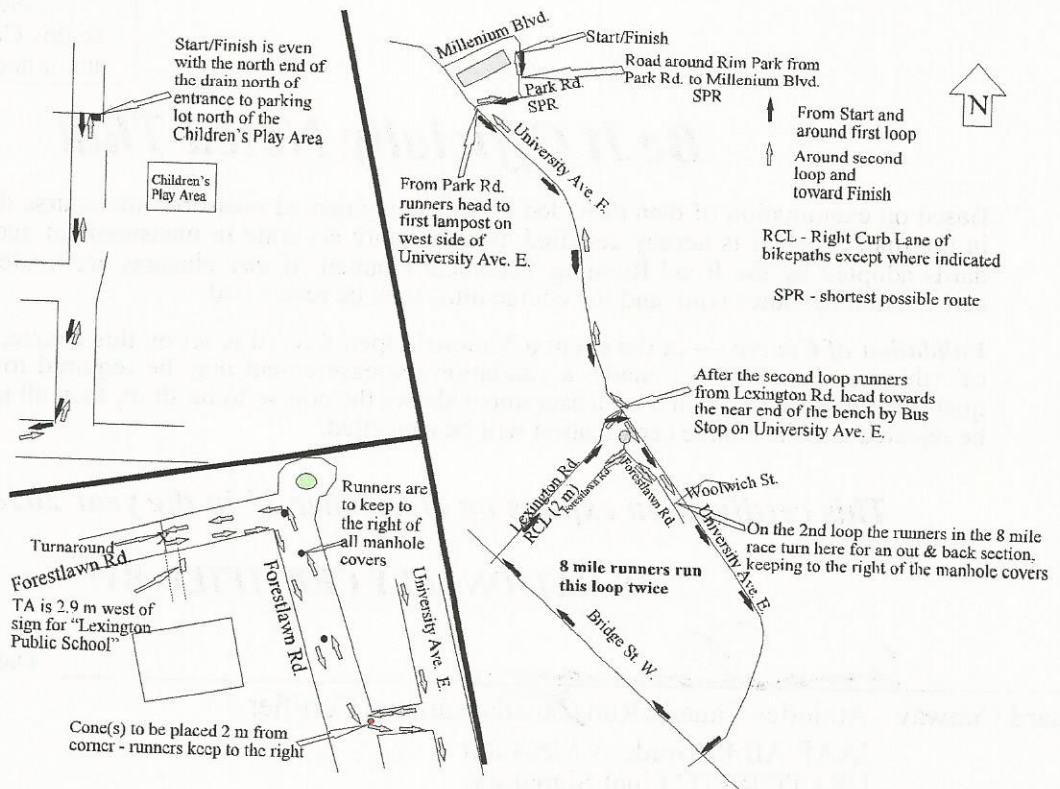 Start/Finish is even
with the north end of
the drain north of
entrance to parking
lot north of the
Children's Play Area
Children's
Play Area
Millenium Blvd.
Start/Finish
Road around Rim Park from
Park Rd. to Millenium Blvd.
SPR
Park Rd.
SPR
University Ave. E.
From Park Rd.
runners head to
first lampost on
west side of
University Ave. E.
N
From Start and
around first loop
Around second
loop and
toward Finish
RCL - Right Curb Lane of
bikepaths except where indicated
SPR - shortest possible route
After the second loop runners
from Lexington Rd. head towards
the near end of the bench by Bus
Stop on University Ave. E.
Lexington Rd.
RCL (2 m)
Forestlawn Rd.
Forestlawn Rd.
Woolwich St.
University Ave. E.
On the 2nd loop the runners in the 8 mile
race turn here for an out & back section,
keeping to the right of the manhole covers
8 mile runners run
this loop twice
Bridge St. W.
Runners are
to keep to
the right of
all manhole
covers
Turnaround
Forestlawn Rd
TA is 2.9 m west of
sign for "Lexington
Public School"
Forestlawn Rd.
University Ave. E.
Cone(s) to be placed 2 m from
corner - runners keep to the right